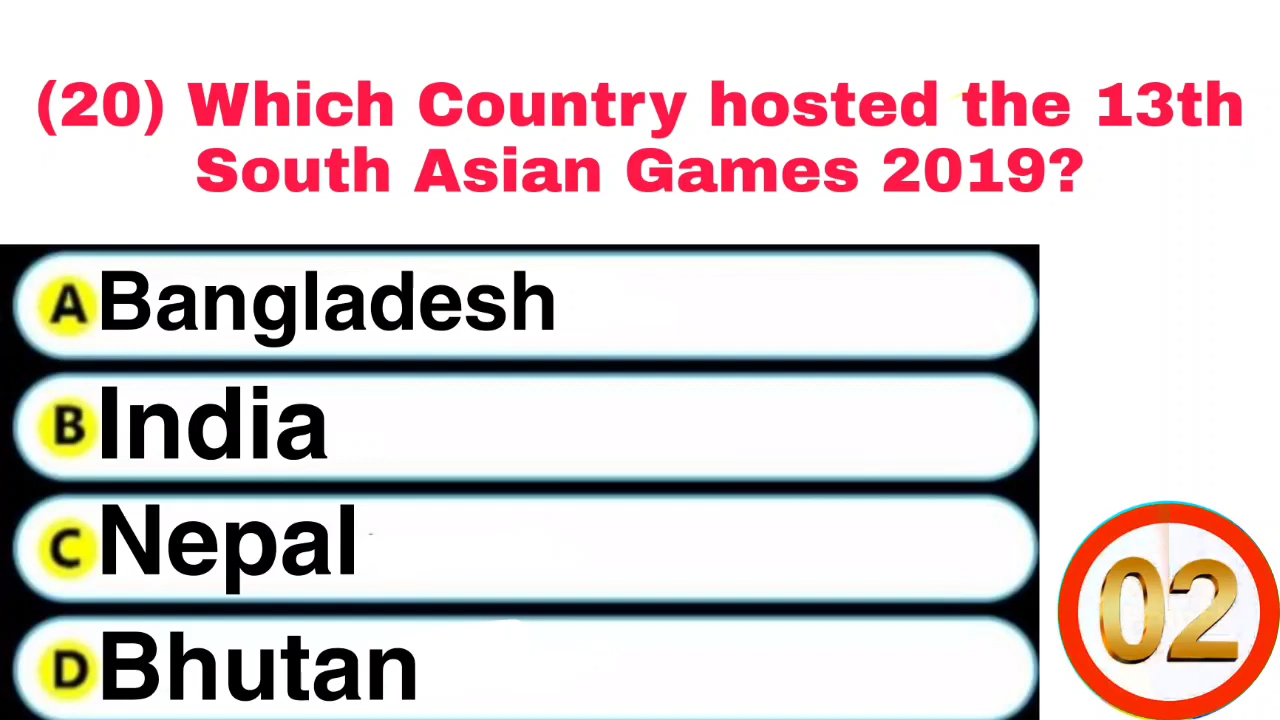 (20) Which Country hosted the 13th
South Asian Games 2019?
A Bangladesh
B India
C Nepal
D Bhutan
02